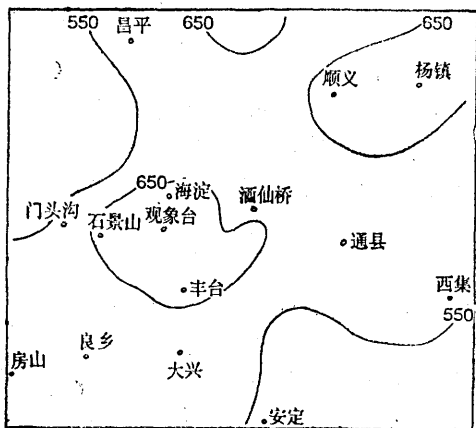 550
650
650
昌平
顺义
杨镇
650
海淀
酒仙桥
门头沟
石景山
观象台
通县
西集
丰台
550
房山
良乡
大兴
安定